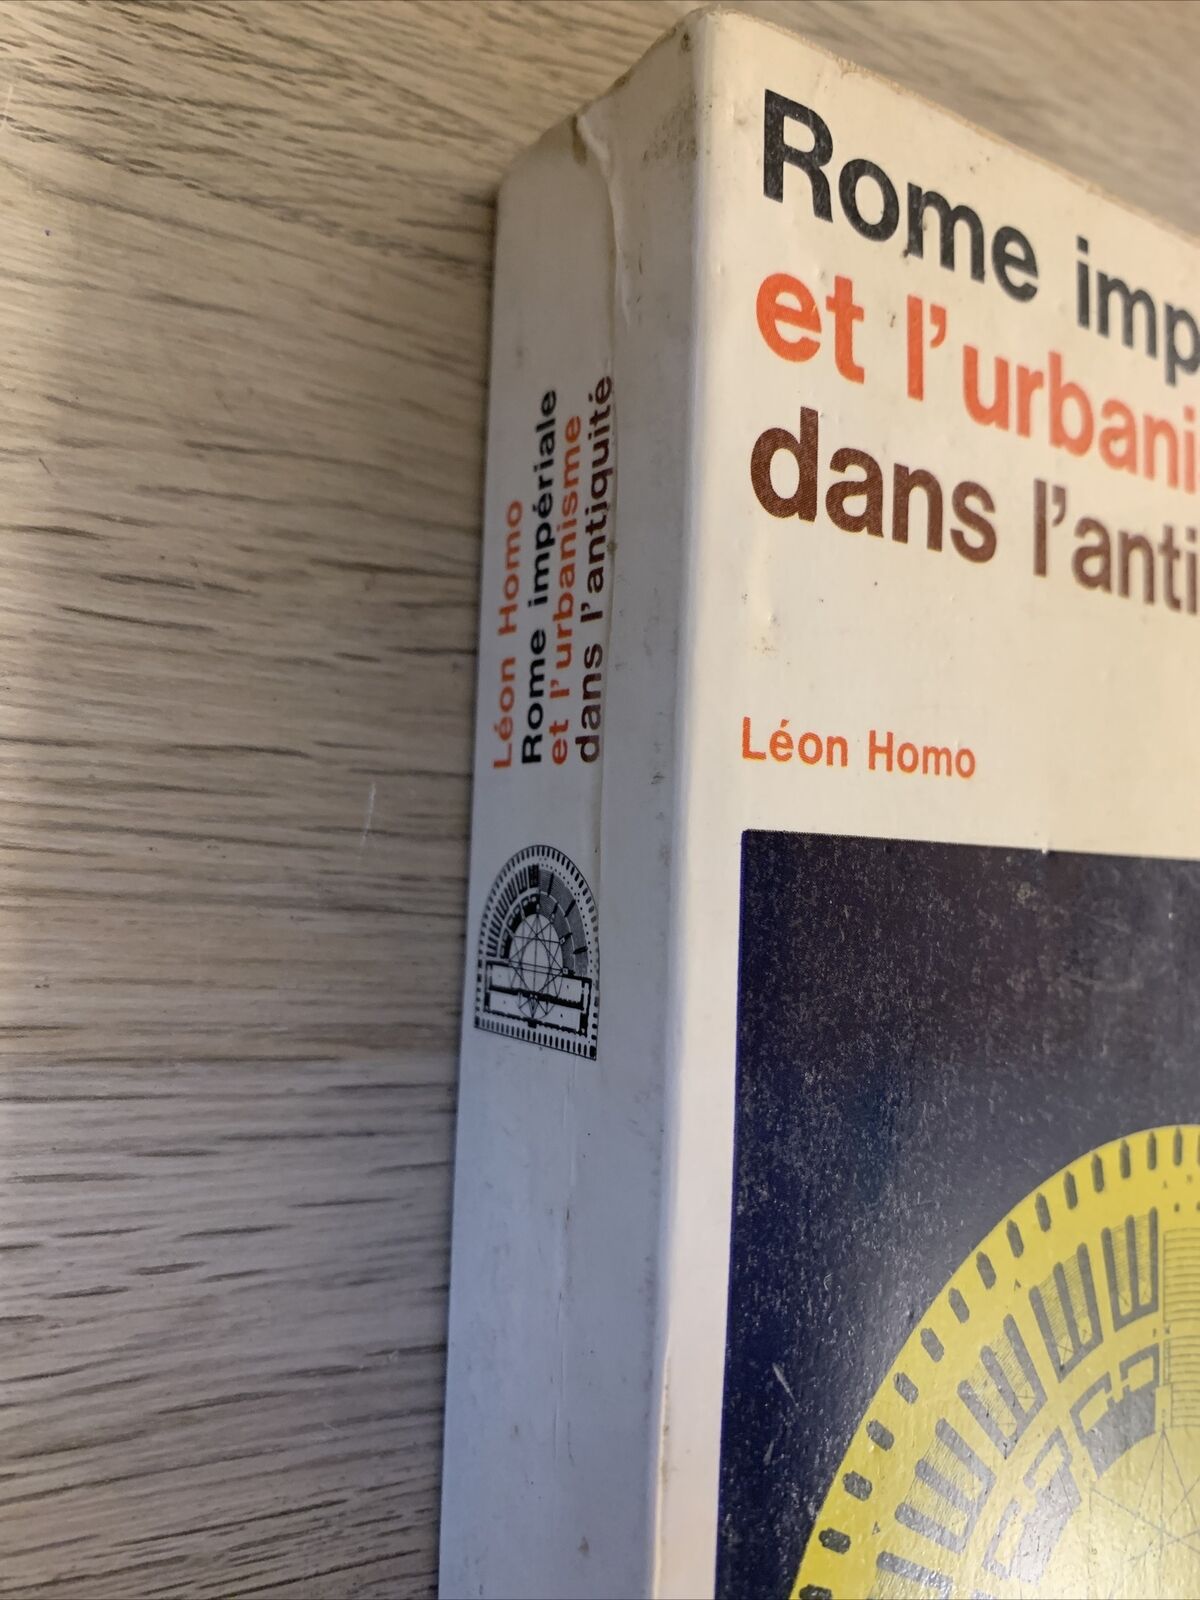 Léon Homo
Rome impériale
et l'urbanisme
dans l'antiquité
Rome imp
et l'urbani
dans l'anti
Léon Homo